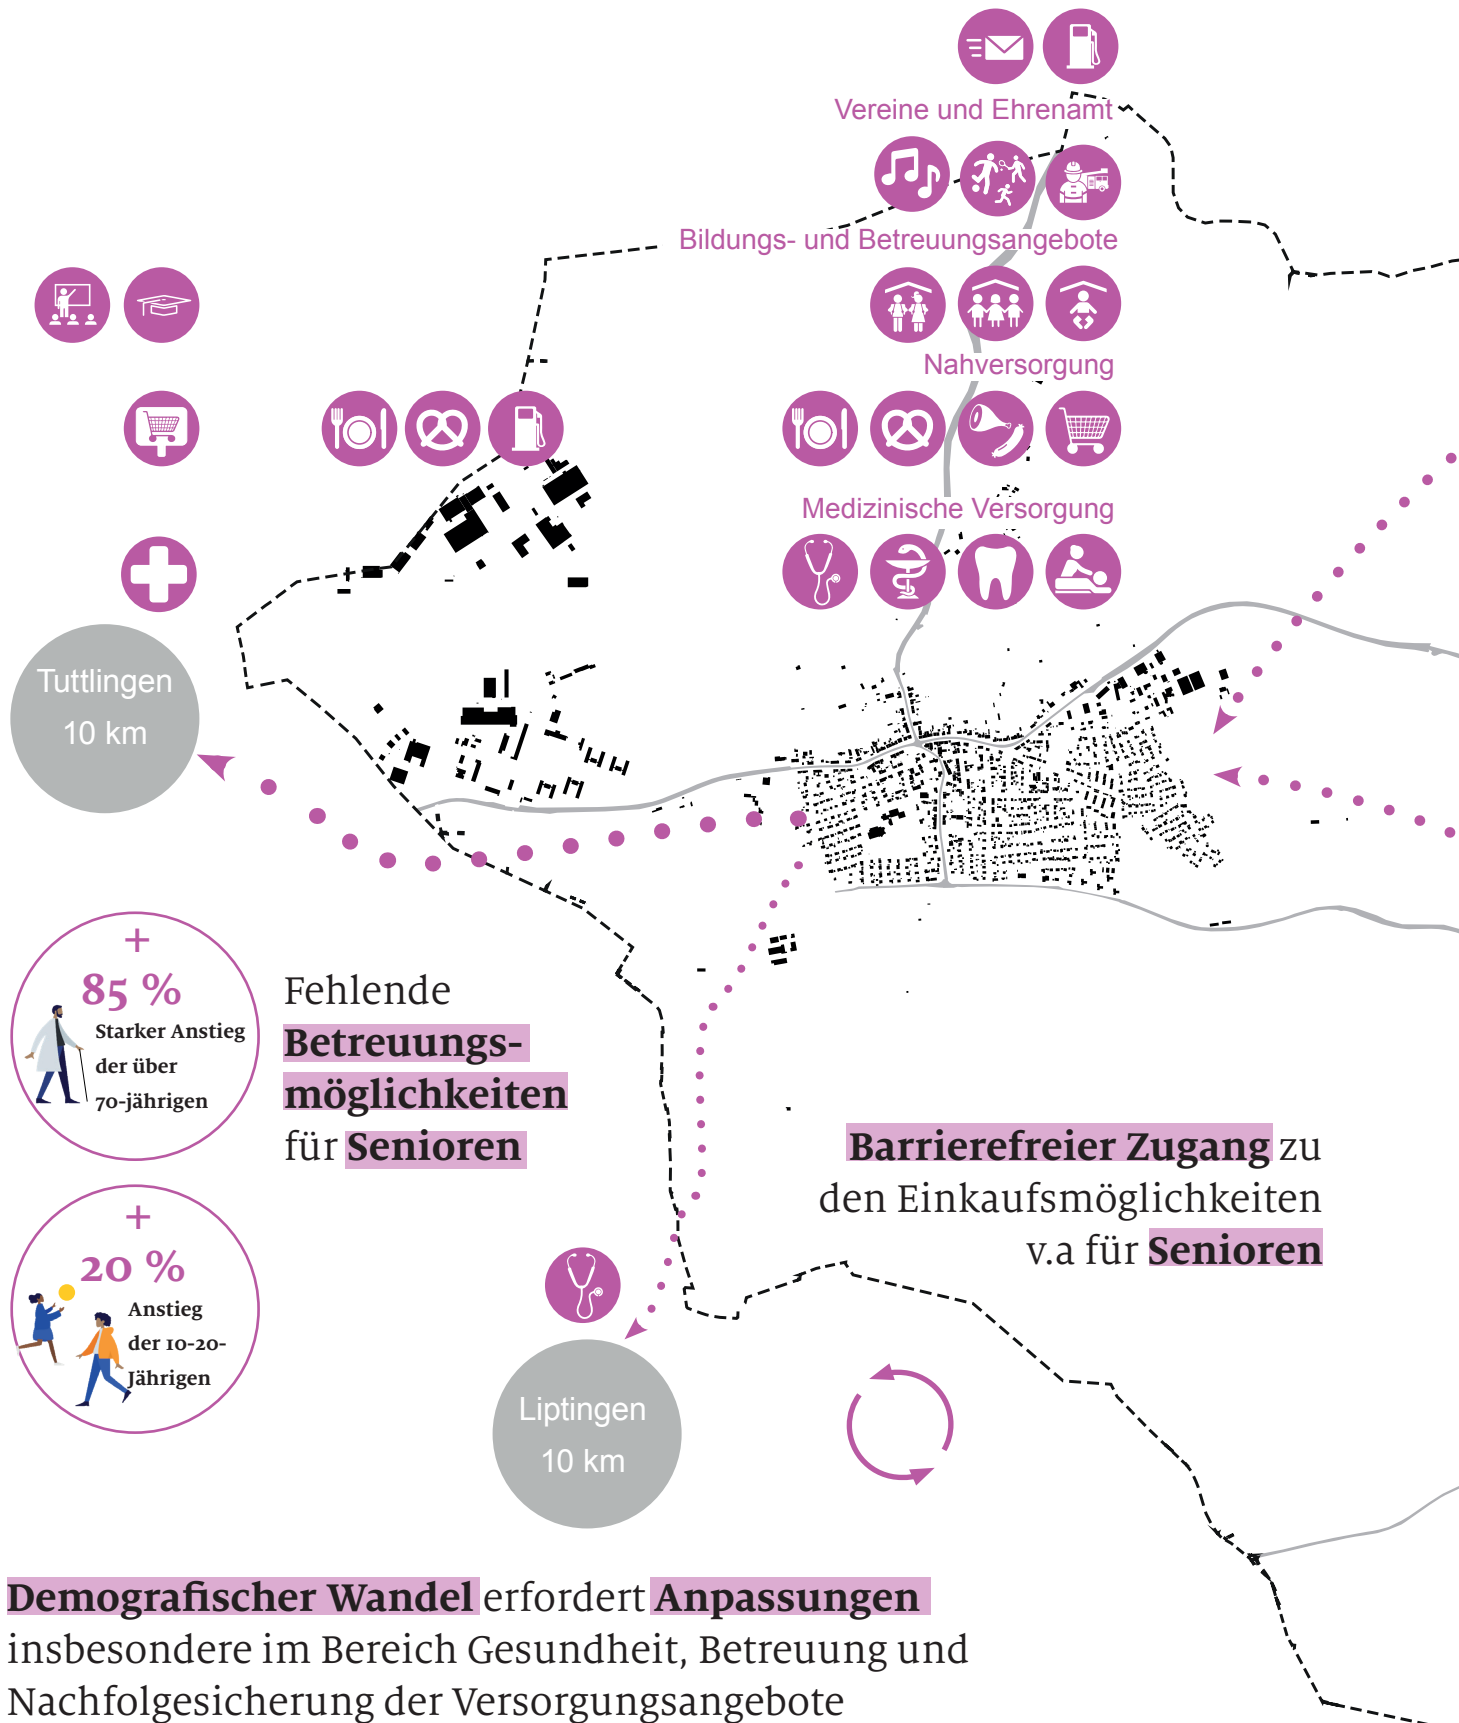 Vereine und Ehrenamt
Bildungs- und Betreuungsangebote
Nahversorgung
Medizinische Versorgung
Tuttlingen
10 km
+
85 %
Starker Anstieg
der über
70-jährigen
Fehlende
Betreuungs-
möglichkeiten
für Senioren
Barrierefreier Zugang zu
den Einkaufsmöglichkeiten
v.a für Senioren
+
20 %
Anstieg
der 10-20-
Jährigen
Liptingen
10 km
Demografischer Wandel erfordert Anpassungen
insbesondere im Bereich Gesundheit, Betreuung und
Nachfolgesicherung der Versorgungsangebote